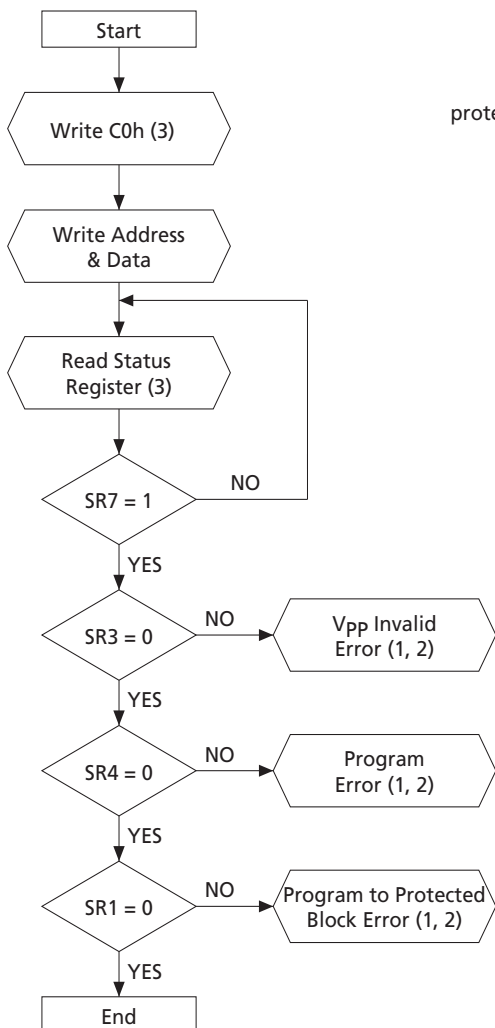 Start
Write C0h (3)
prote
Write Address
& Data
Read Status
Register (3)
SR7 = 1
NO
YES
SR3 = 0
NO
VPP Invalid
Error (1, 2)
YES
SR4 = 0
NO
Program
Error (1, 2)
YES
SR1 = 0
NO
Program to Protected
Block Error (1, 2)
YES
End